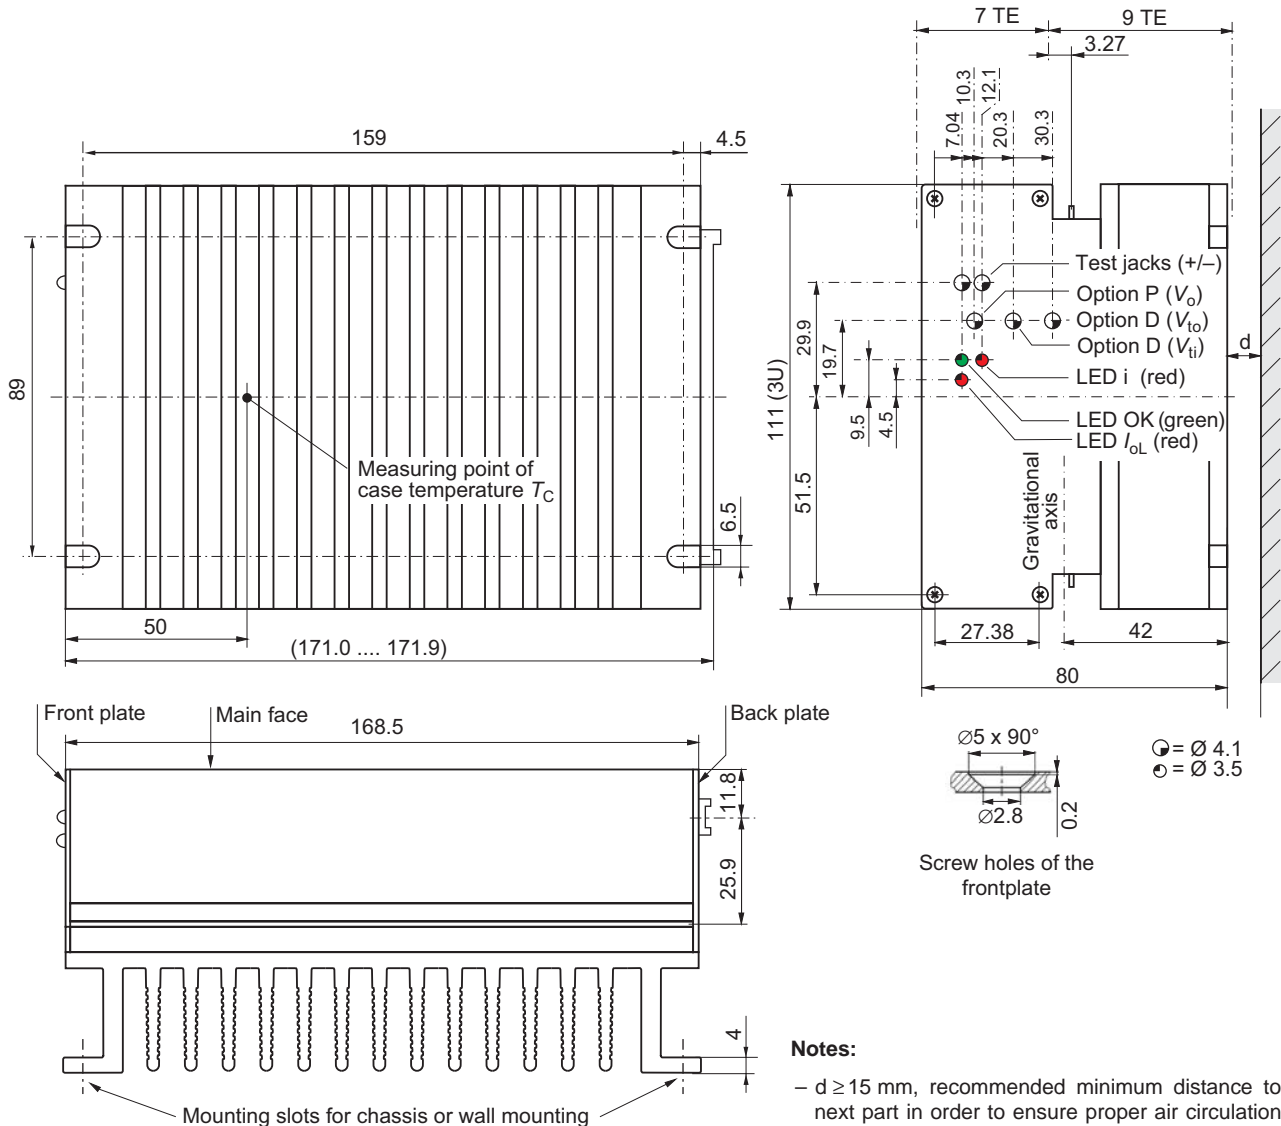 7 TE
9 TE
3.27
10.3
12.1
7.04
20.3
30.3
159
4.5
89
Measuring point of
case temperature TC
6.5
50
(171.0 .... 171.9)
111 (3U)
29.9
19.7
9.5
4.5
51.5
Test jacks (+/–)
Option P (Vo)
Option D (Vto)
Option D (Vti)
LED i (red)
LED OK (green)
LED IoL (red)
d
Gravitational
axis
27.38
42
80
Front plate
Main face
Back plate
168.5
11.8
25.9
4
Mounting slots for chassis or wall mounting
∅5 x 90°
∅2.8
0.2
Screw holes of the
frontplate
= Ø 4.1
= Ø 3.5
Notes:
– d ≥ 15 mm, recommended minimum distance to
next part in order to ensure proper air circulation